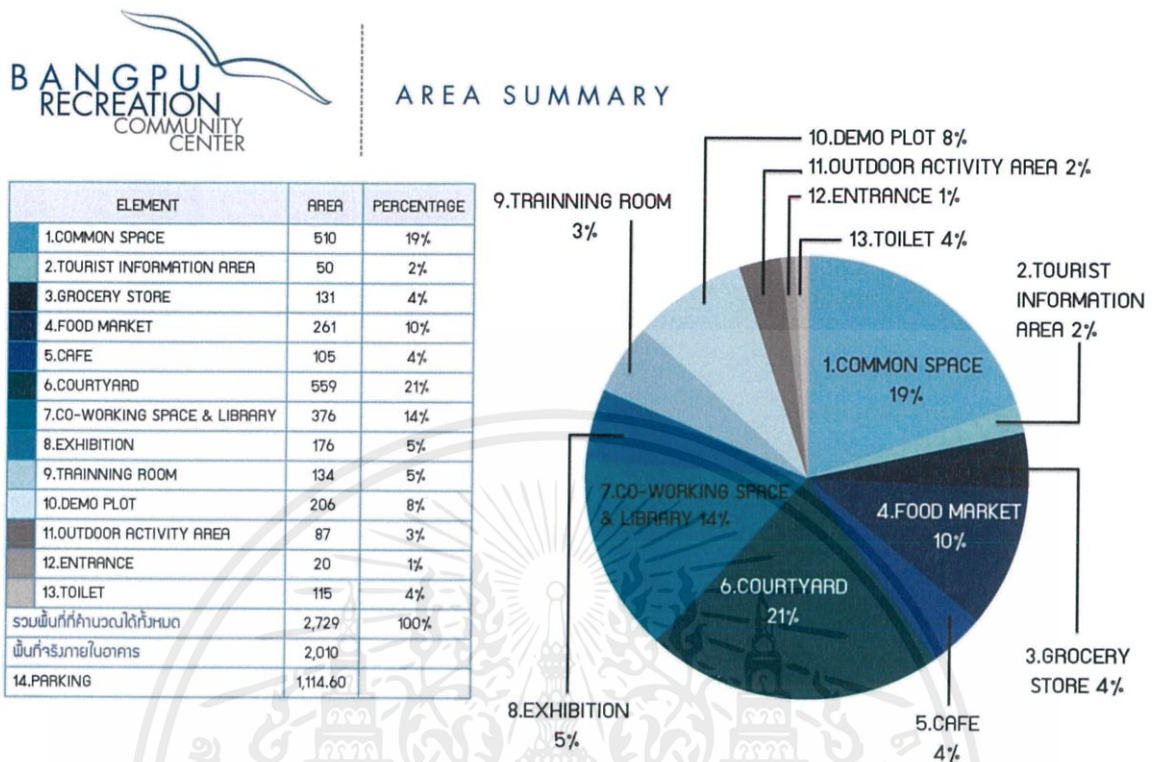 BANGPU
RECREATION
COMMUNITY
CENTER
AREA SUMMARY
ELEMENT AREA PERCENTAGE
1.COMMON SPACE 510 19%
2.TOURIST INFORMATION AREA 50 2%
3.GROCERY STORE 131 4%
4.FOOD MARKET 261 10%
5.CAFE 105 4%
6.COURTYARD 559 21%
7.CO-WORKING SPACE & LIBRARY 376 14%
8.EXHIBITION 176 5%
9.TRAINNING ROOM 134 5%
10.DEMO PLOT 206 8%
11.OUTDOOR ACTIVITY AREA 87 3%
12.ENTRANCE 20 1%
13.TOILET 115 4%
รวมพื้นที่ที่คำนวณได้ทั้งหมด 2,729 100%
พื้นที่จริงภายในอาคาร 2,010
14.PARKING 1,114.60
10.DEMO PLOT 8%
11.OUTDOOR ACTIVITY AREA 2%
12.ENTRANCE 1%
13.TOILET 4%
9.TRAINNING ROOM
3%
2.TOURIST
INFORMATION
AREA 2%
1.COMMON SPACE
19%
7.CO-WORKING SPACE
& LIBRARY 14%
4.FOOD MARKET
10%
6.COURTYARD
21%
3.GROCERY
STORE 4%
8.EXHIBITION
5%
5.CAFE
4%